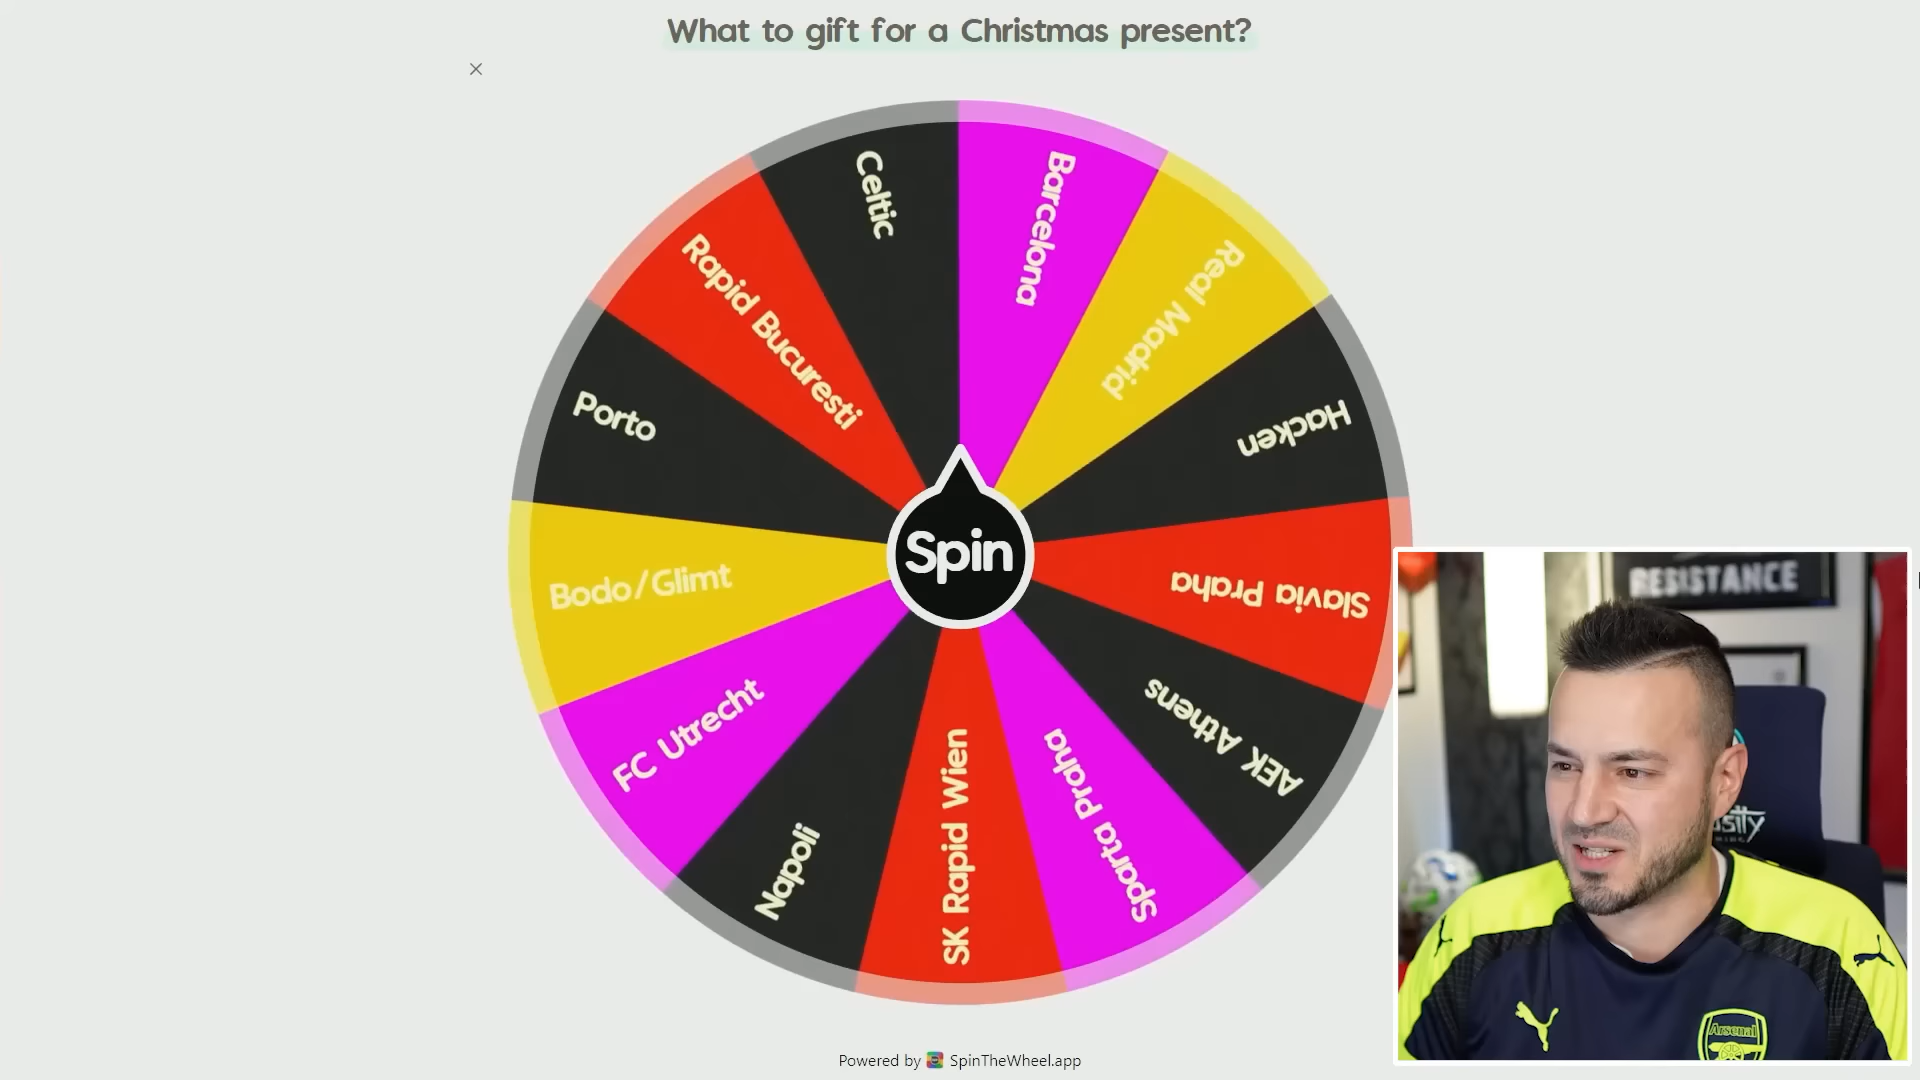 What to gift for a Christmas present?
Barcelona
Real Madrid
Hacken
Slavia Praha
AEK Athens
Sparta Praha
SK Rapid Wien
Napoli
FC Utrecht
Bodo/Glimt
Porto
Rapid Bucuresti
Celtic
Spin
RESISTANCE
Arsenal
Powered by SpinTheWheel.app